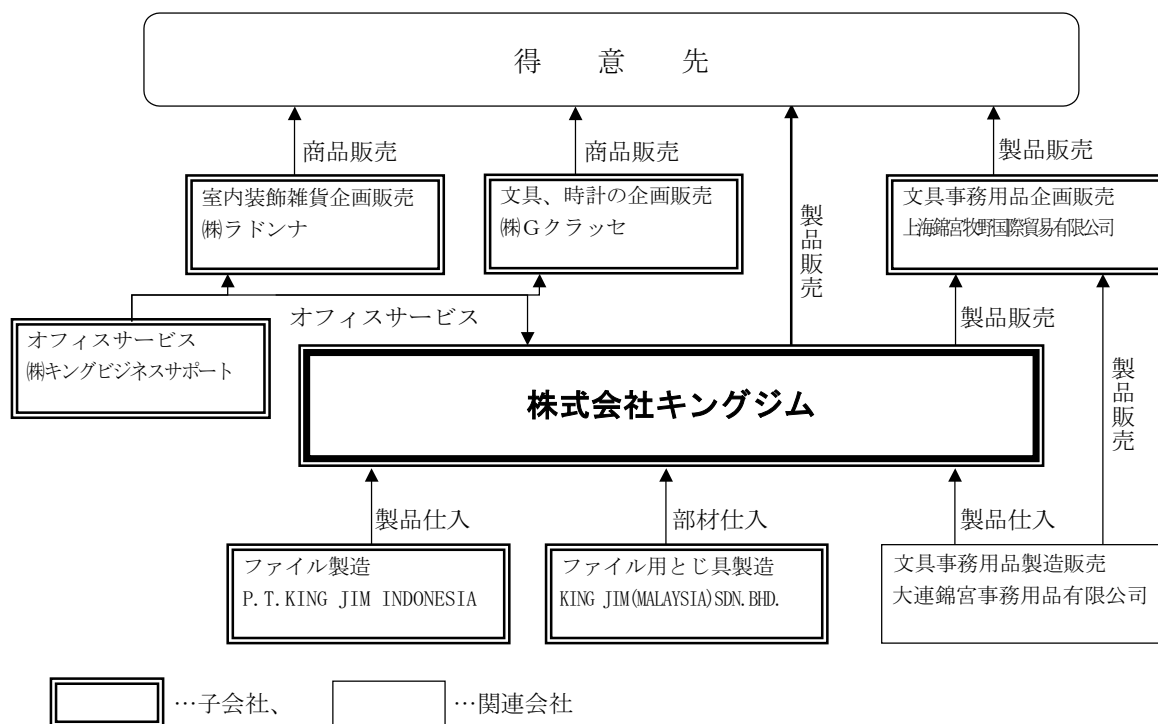 得 意 先
商品販売
商品販売
製品販売
室内装飾雑貨企画販売
㈱ラドンナ
文具、時計の企画販売
㈱Gクラッセ
製品販売
文具事務用品企画販売
上海錦宮牧野国際貿易有限公司
オフィスサービス
製品販売
オフィスサービス
㈱キングビジネスサポート
株式会社キングジム
製品販売
製品仕入
部材仕入
製品仕入
ファイル製造
P.T.KING JIM INDONESIA
ファイル用とじ具製造
KING JIM(MALAYSIA)SDN.BHD.
文具事務用品製造販売
大連錦宮事務用品有限公司
…子会社、
…関連会社